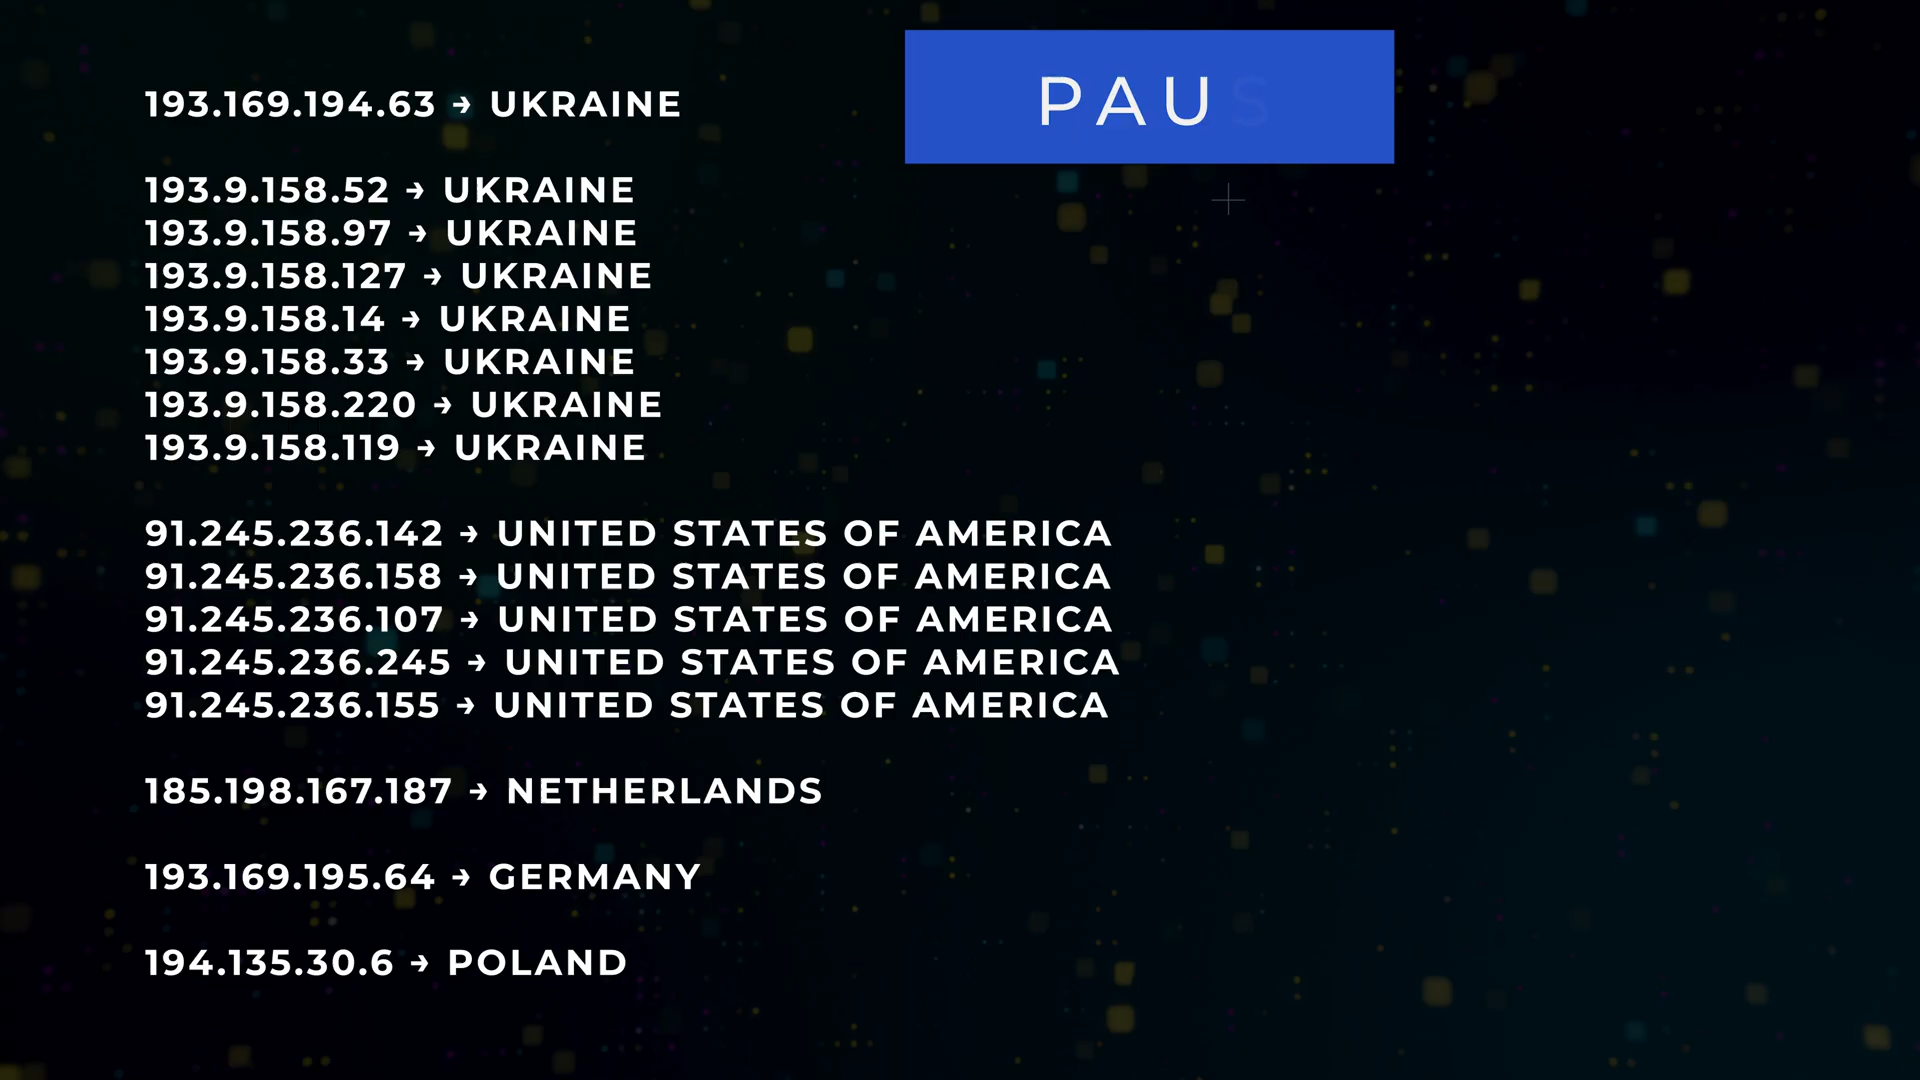 PAUS
193.169.194.63 → UKRAINE
193.9.158.52 → UKRAINE
193.9.158.97 → UKRAINE
193.9.158.127 → UKRAINE
193.9.158.14 → UKRAINE
193.9.158.33 → UKRAINE
193.9.158.220 → UKRAINE
193.9.158.119 → UKRAINE
91.245.236.142 → UNITED STATES OF AMERICA
91.245.236.158 → UNITED STATES OF AMERICA
91.245.236.107 → UNITED STATES OF AMERICA
91.245.236.245 → UNITED STATES OF AMERICA
91.245.236.155 → UNITED STATES OF AMERICA
185.198.167.187 → NETHERLANDS
193.169.195.64 → GERMANY
194.135.30.6 → POLAND